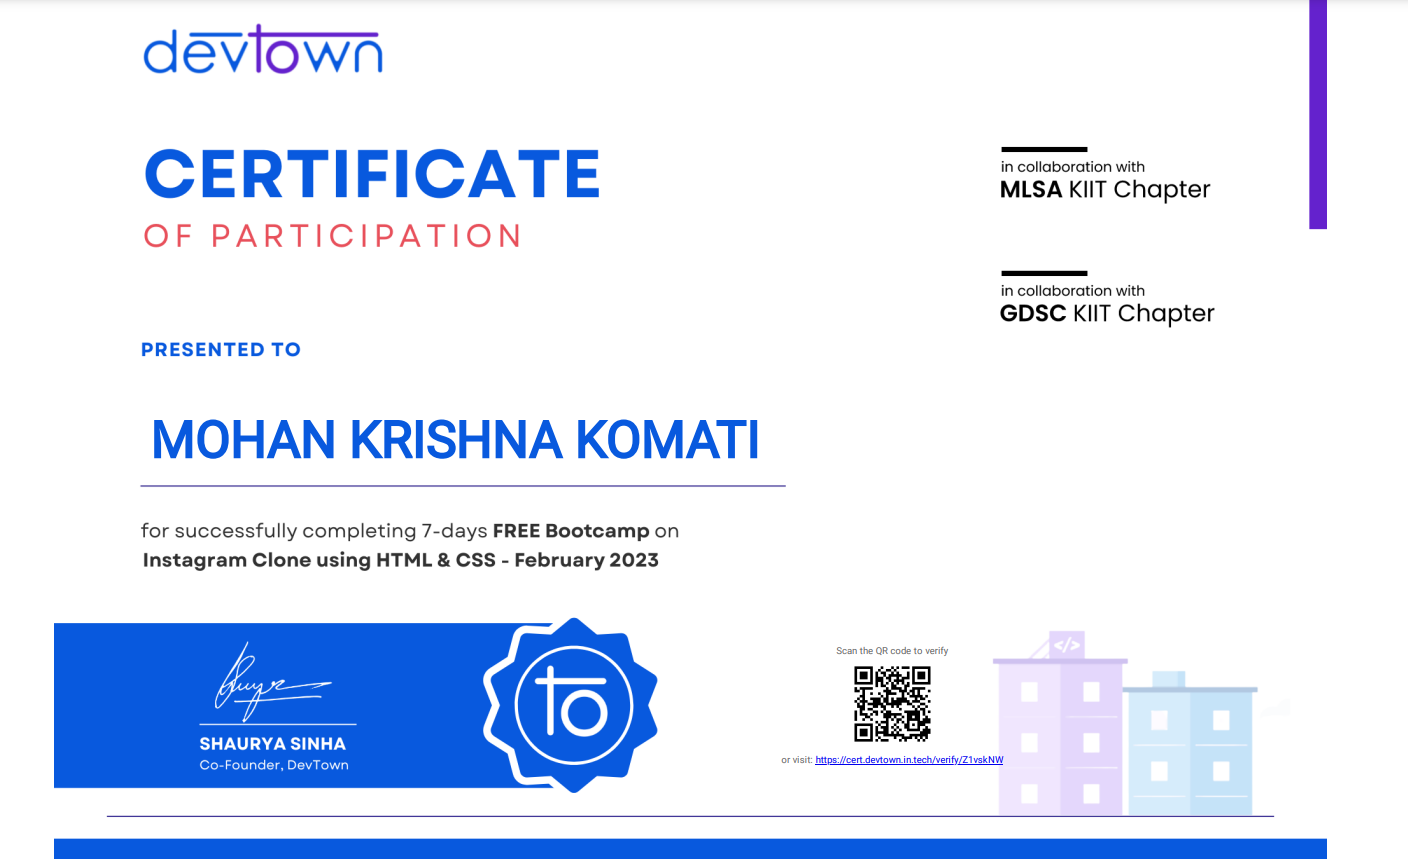 devtown
CERTIFICATE
OF PARTICIPATION
in collaboration with
MLSA KIIT Chapter
in collaboration with
GDSC KIIT Chapter
PRESENTED TO
MOHAN KRISHNA KOMATI
for successfully completing 7-days FREE Bootcamp on
Instagram Clone using HTML & CSS - February 2023
SHAURYA SINHA
Co-Founder, DevTown
to
Scan the QR code to verify
or visit: https://cert.devtown.in.tech/verify/Z1vskNW
</>